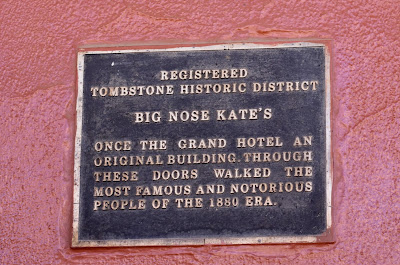 REGISTERED
TOMBSTONE HISTORIC DISTRICT
BIG NOSE KATE'S
ONCE THE GRAND HOTEL AN
ORIGINAL BUILDING. THROUGH
THESE DOORS WALKED THE
MOST FAMOUS AND NOTORIOUS
PEOPLE OF THE 1880 ERA.